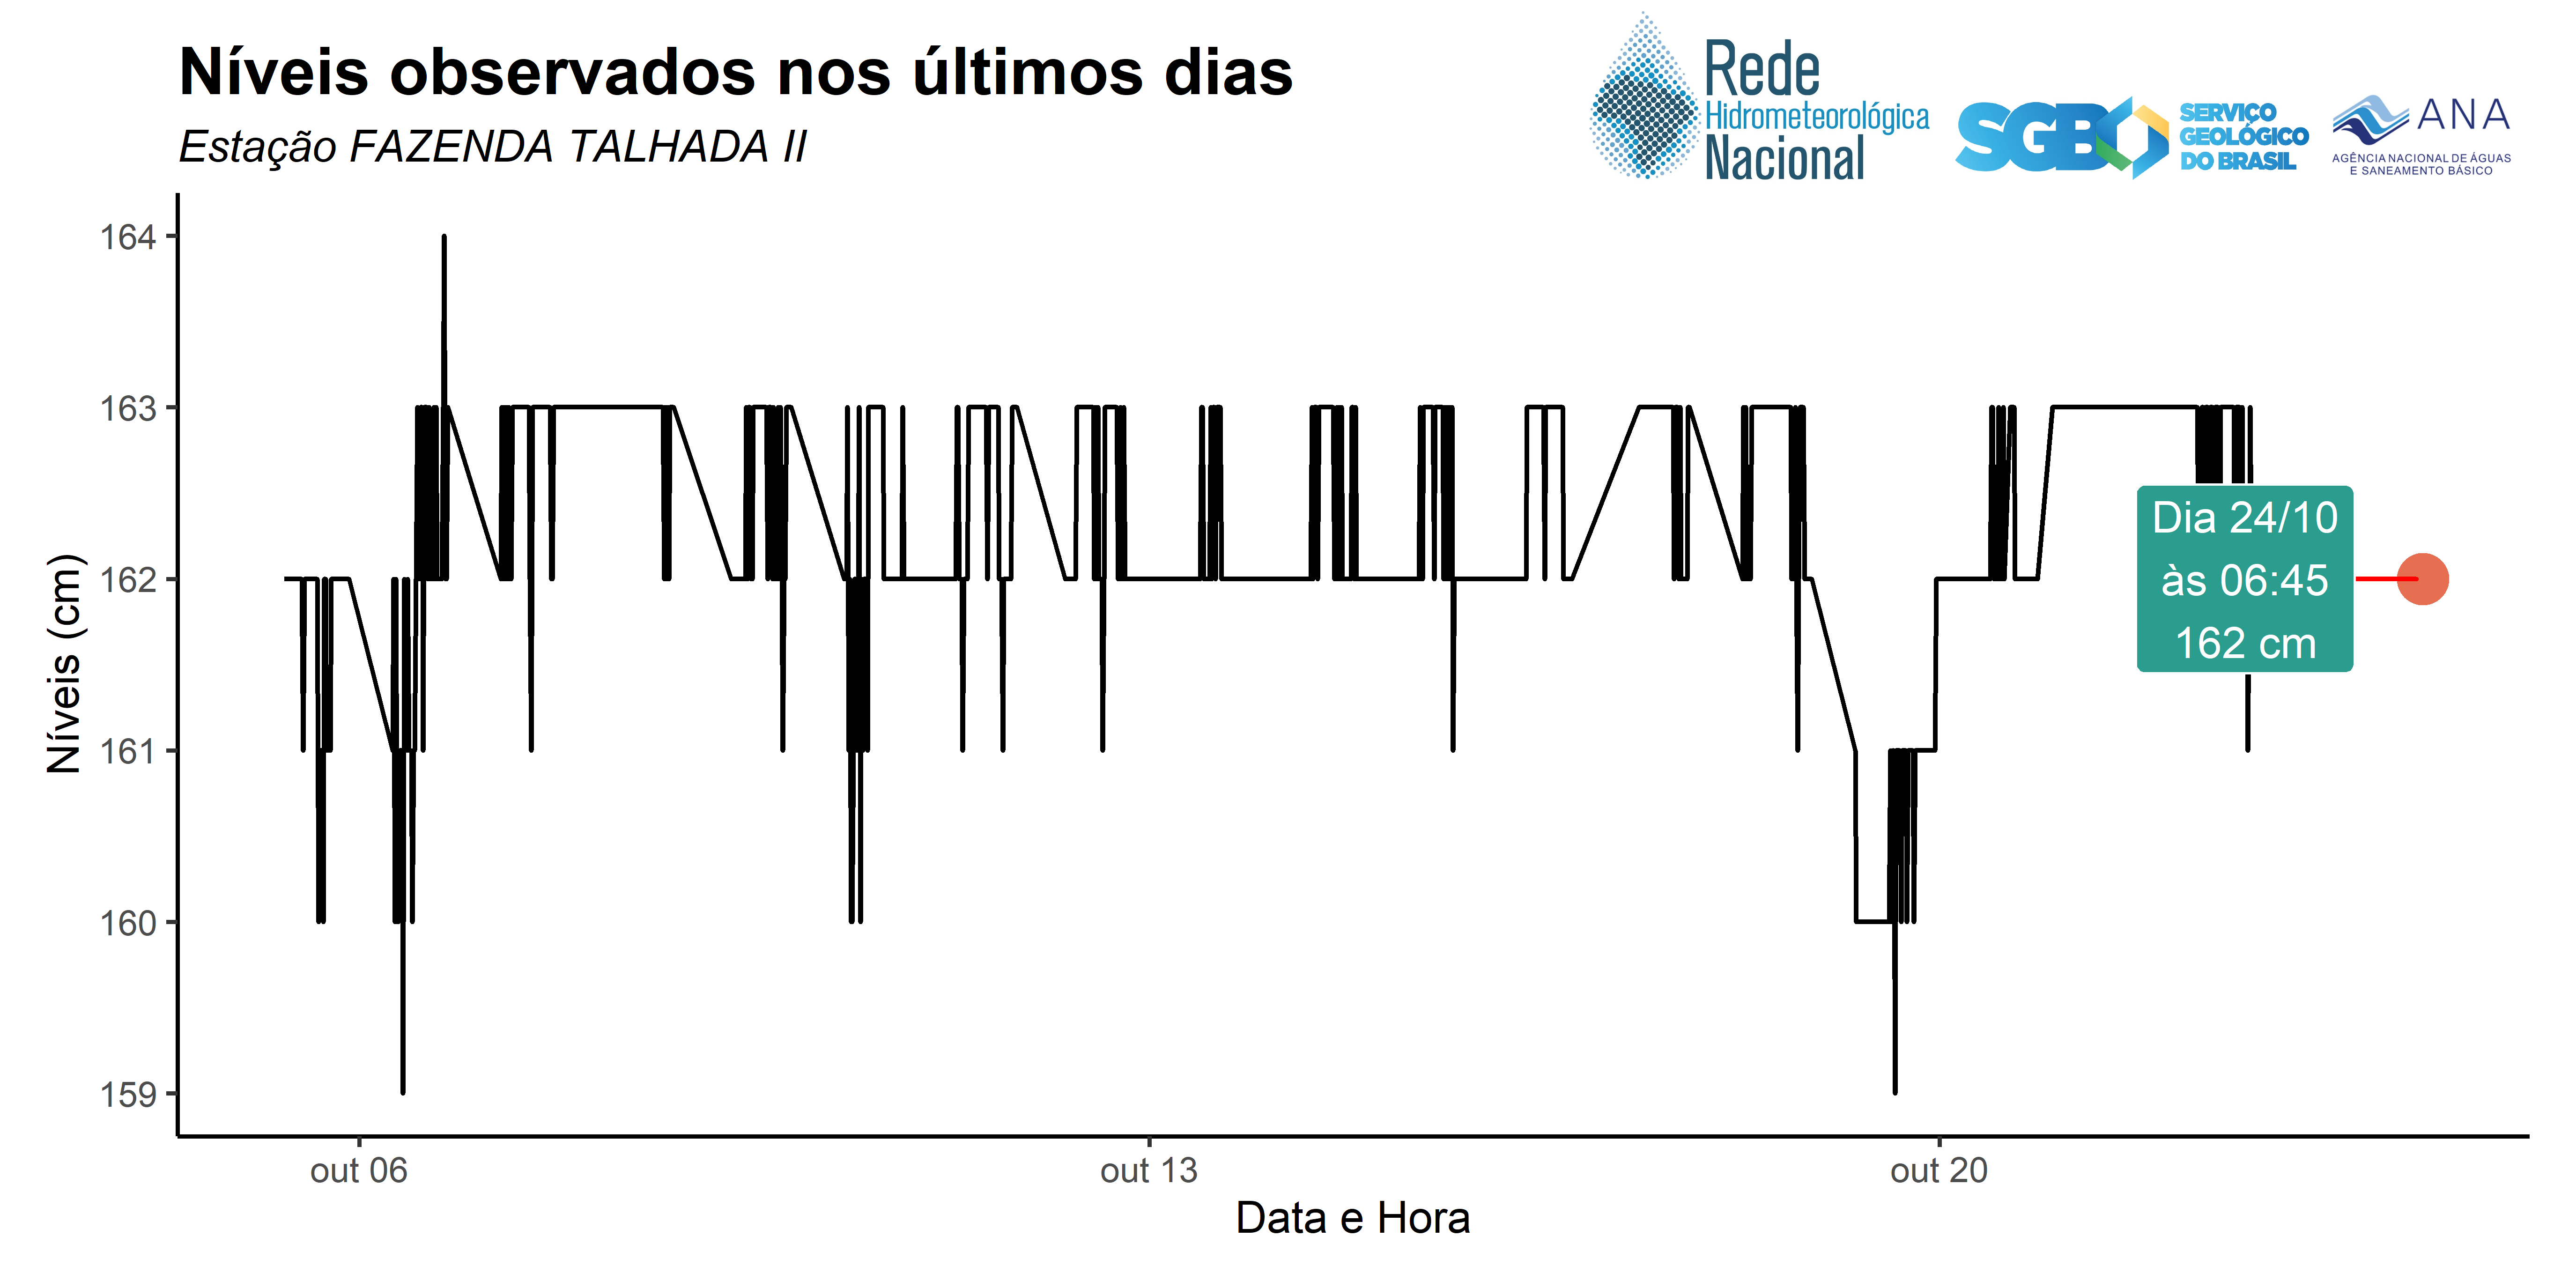 Níveis observados nos últimos dias
Estação FAZENDA TALHADA II
Rede
Hidrometeorológica
Nacional
SGB
SERVIÇO
GEOLÓGICO
DO BRASIL
ANA
AGÊNCIA NACIONAL DE ÁGUAS
E SANEAMENTO BÁSICO
Níveis (cm)
164
163
162
161
160
159
Dia 24/10
às 06:45
162 cm
out 06
out 13
out 20
Data e Hora